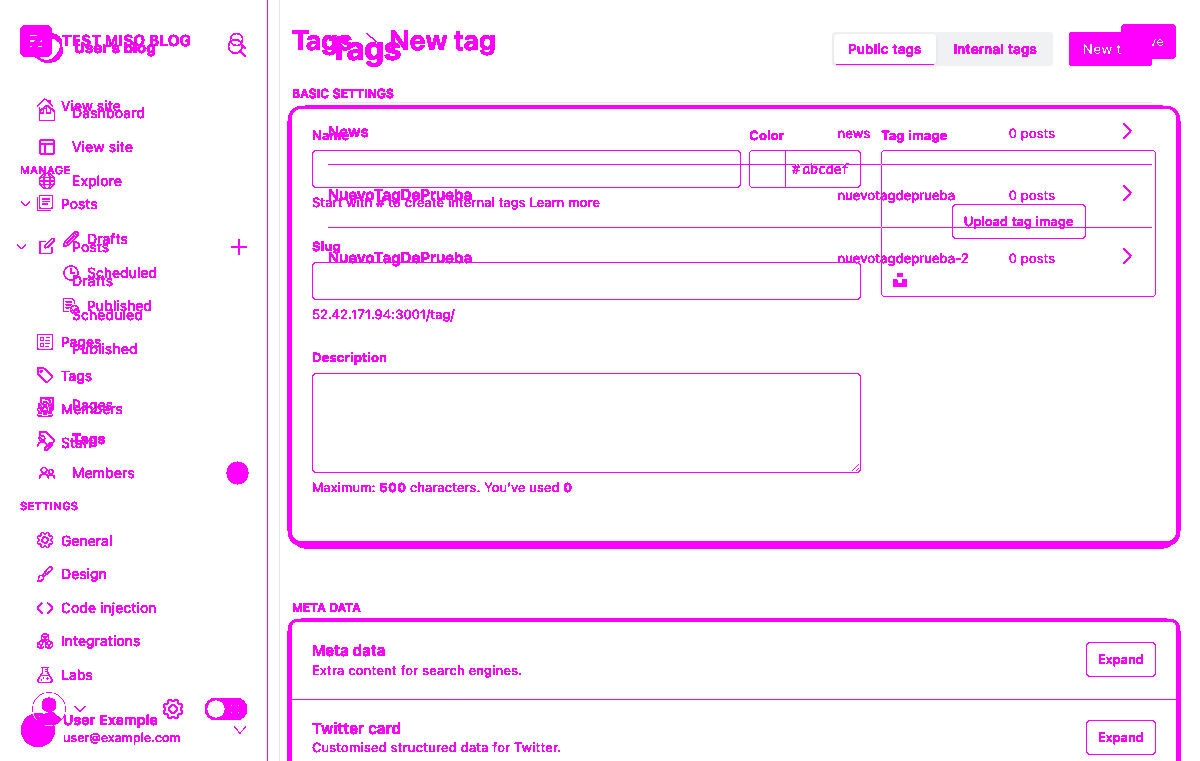 TEST MISO BLOG
User's Blog
View site
Dashboard
View site
MANAGE
Explore
Posts
Drafts
Posts
Scheduled
Drafts
Published
Scheduled
Pages
Published
Tags
Pages
Members
Tags
Staff
Members
SETTINGS
General
Design
Code injection
Integrations
Labs
User Example
user@example.com
Tags
New tag
Tags
Public tags
Internal tags
New t
BASIC SETTINGS
News
news
0 posts
Name
Color
Tag image
#abcdef
NuevoTagDePrueba
nuevotagdeprueba
0 posts
Start with # to create internal tags Learn more
Upload tag image
Slug
NuevoTagDePrueba
nuevotagdeprueba-2
0 posts
52.42.171.94:3001/tag/
Description
Maximum: 500 characters. You've used 0
META DATA
Meta data
Extra content for search engines.
Expand
Twitter card
Customised structured data for Twitter.
Expand